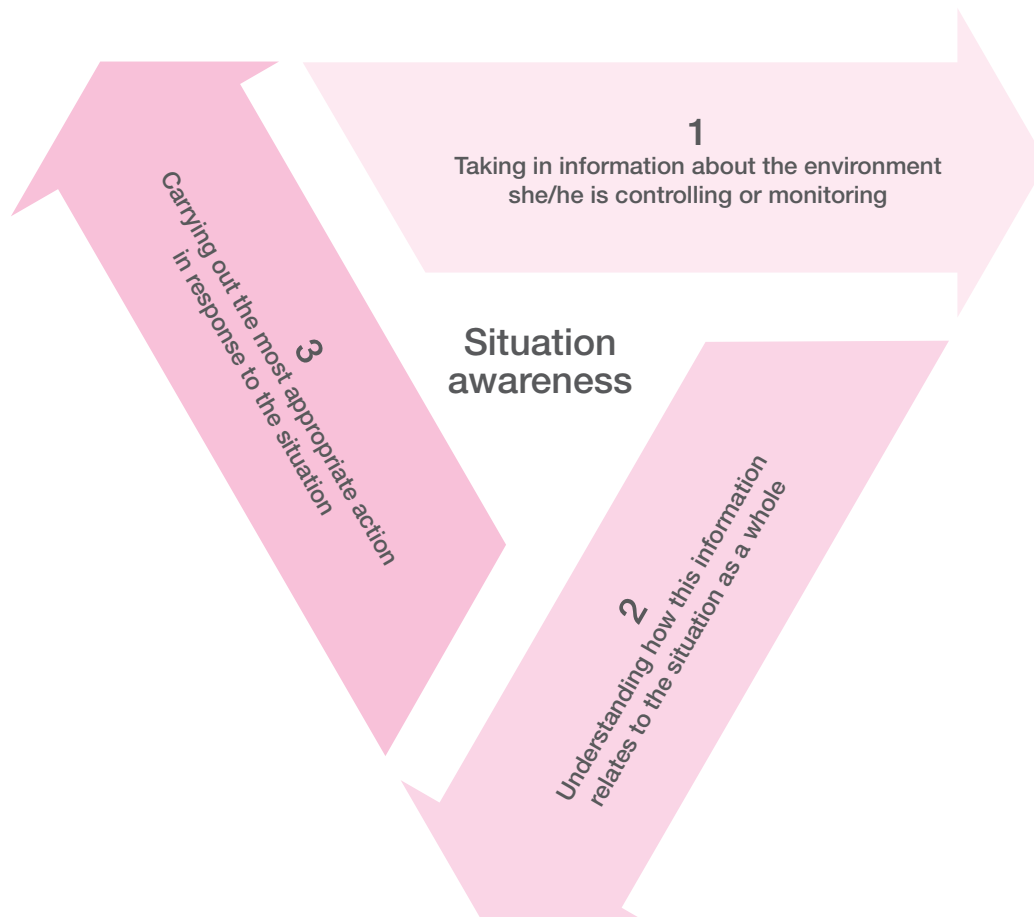 1
Taking in information about the environment
she/he is controlling or monitoring
Situation
awareness
2
Understanding how this information
relates to the situation as a whole
3
Carrying out the most appropriate action
in response to the situation